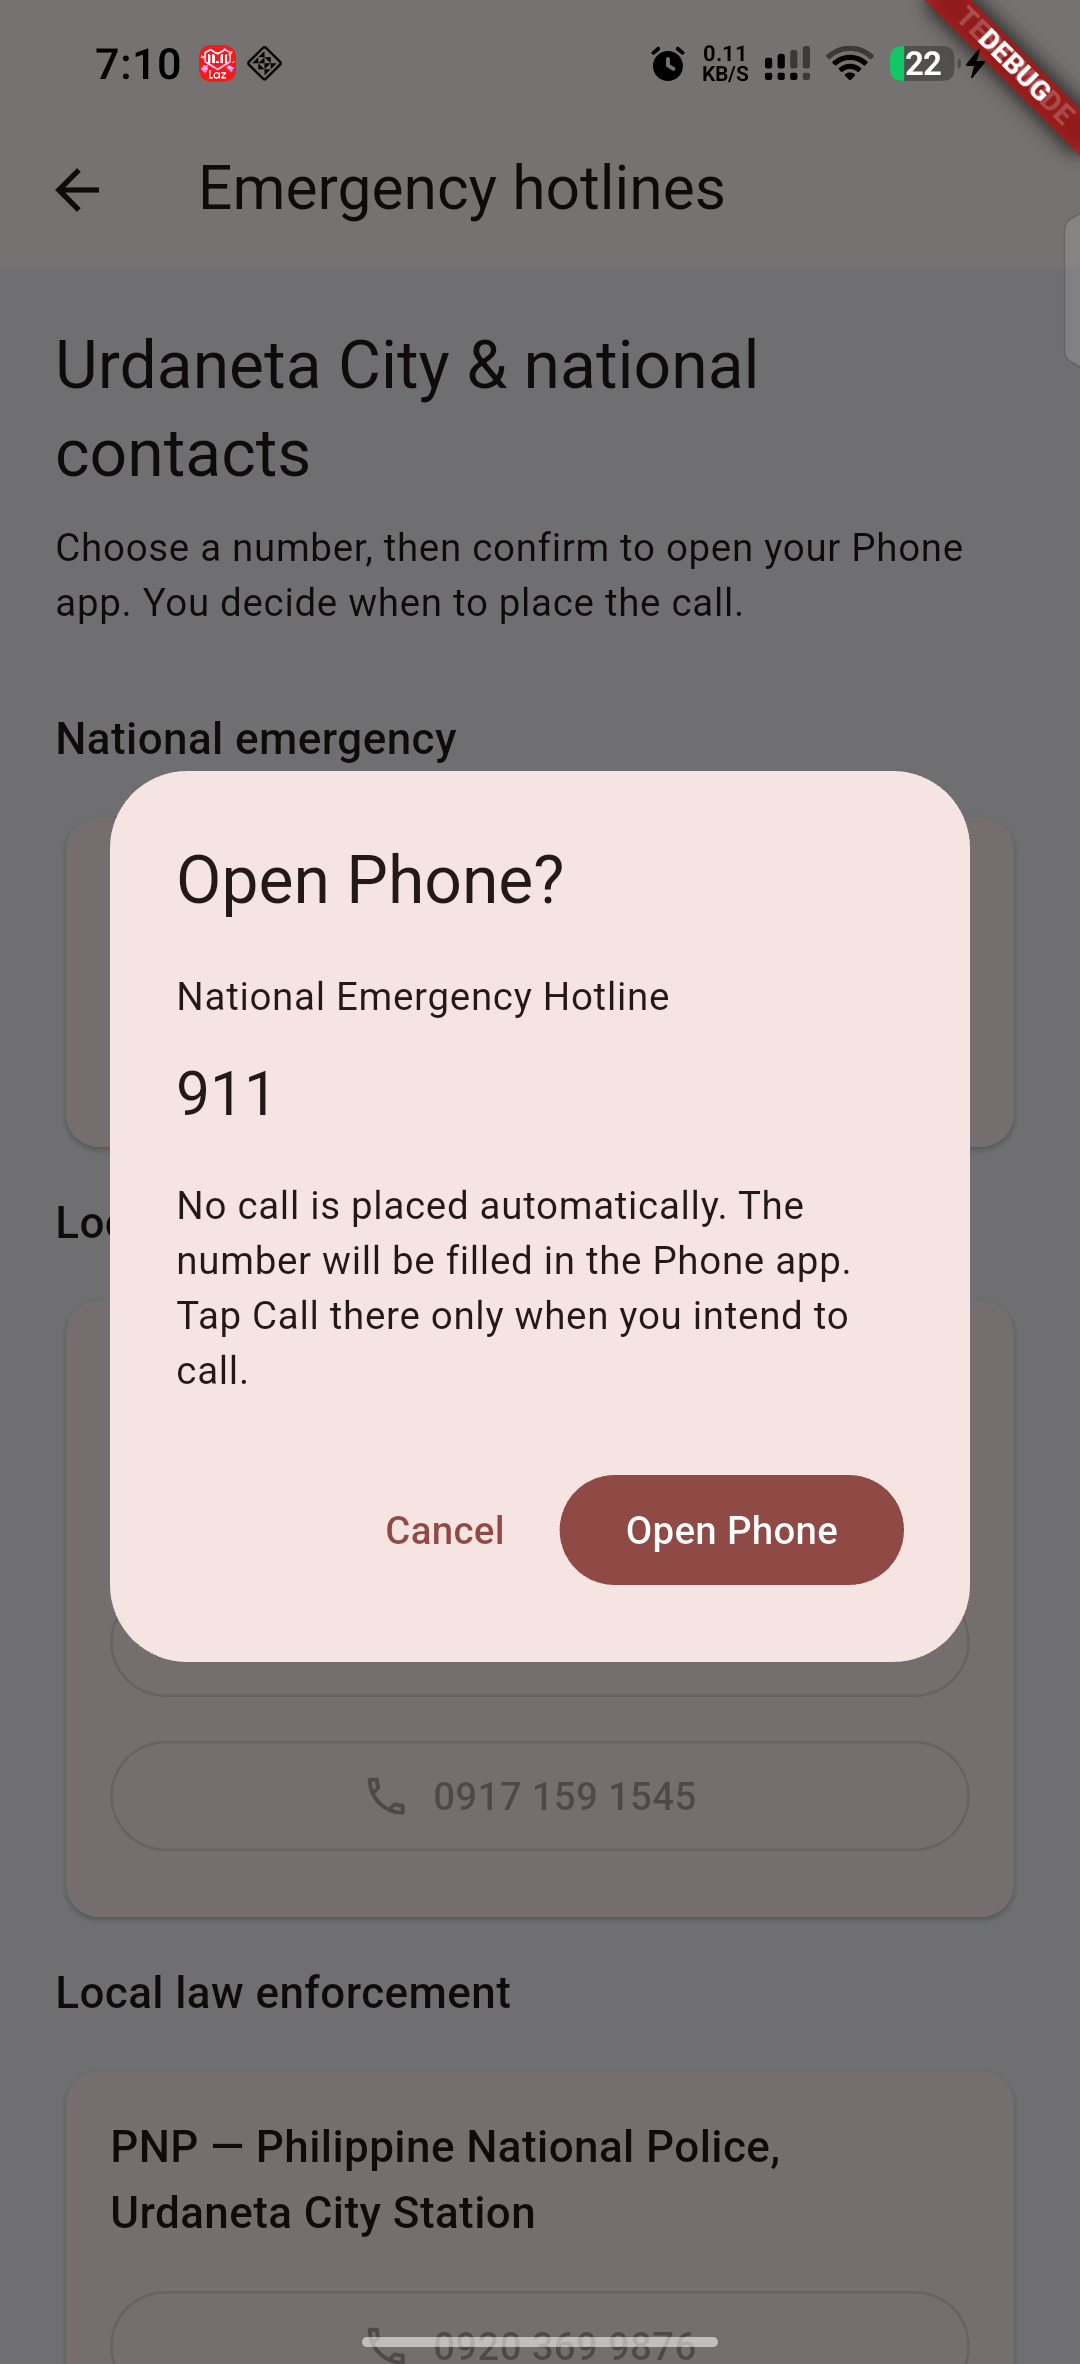 7:10
Laz
0.11
KB/S
22
DEBUG
Emergency hotlines
Urdaneta City & national
contacts
Choose a number, then confirm to open your Phone
app. You decide when to place the call.
National emergency
Open Phone?
National Emergency Hotline
911
No call is placed automatically. The
number will be filled in the Phone app.
Tap Call there only when you intend to
call.
Cancel
Open Phone
0917 159 1545
Local law enforcement
PNP — Philippine National Police,
Urdaneta City Station
0920 369 9876